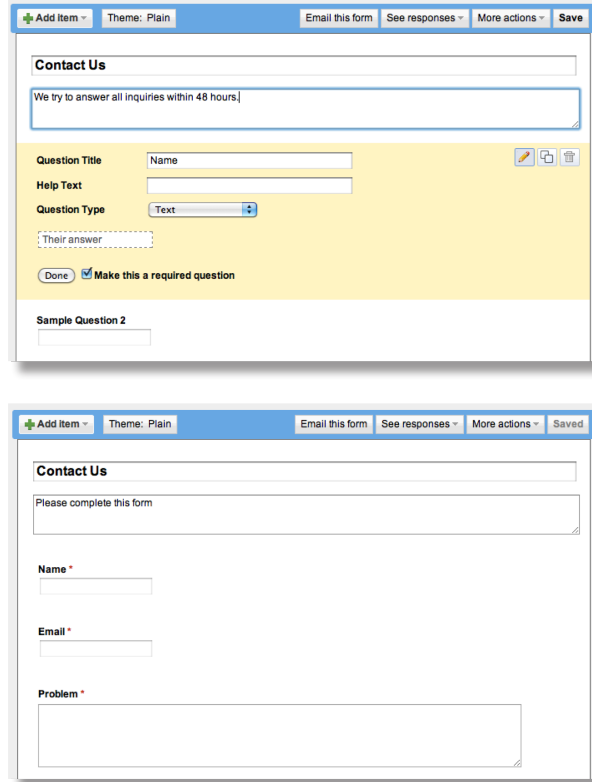 Add item Theme: Plain Email this form See responses More actions Save
Contact Us
We try to answer all inquiries within 48 hours.
Question Title Name
Help Text
Question Type Text
Their answer
Done Make this a required question
Sample Question 2
Add item Theme: Plain Email this form See responses More actions Saved
Contact Us
Please complete this form
Name *
Email *
Problem *